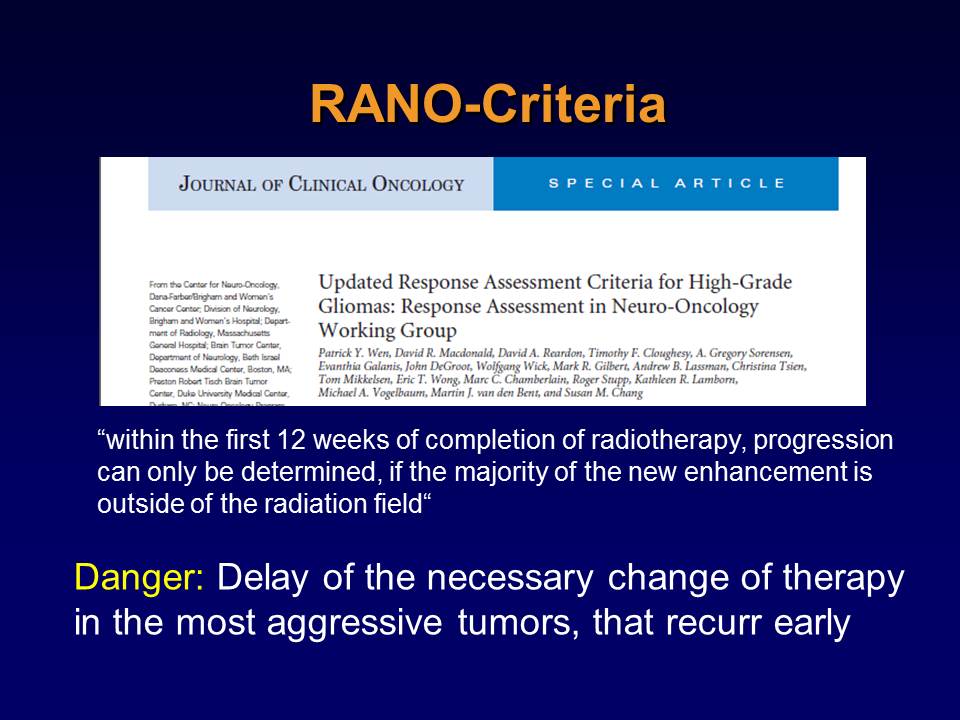 RANO-Criteria
JOURNAL OF CLINICAL ONCOLOGY
SPECIAL ARTICLE
From the Center for Neuro-Oncology,
Dana-Farber/Brigham and Women's
Cancer Center; Division of Neurology,
Brigham and Women's Hospital; Depart-
ment of Radiology, Massachusetts
General Hospital; Brain Tumor Center,
Department of Neurology, Beth Israel
Deaconess Medical Center, Boston, MA;
Preston Robert Tisch Brain Tumor
Center, Duke University Medical Center,
Durham, NC; Neuro-Oncology Program
Updated Response Assessment Criteria for High-Grade
Gliomas: Response Assessment in Neuro-Oncology
Working Group
Patrick Y. Wen, David R. Macdonald, David A. Reardon, Timothy F. Cloughesy, A. Gregory Sorensen,
Evanthia Galanis, John DeGroot, Wolfgang Wick, Mark R. Gilbert, Andrew B. Lassman, Christina Tsien,
Tom Mikkelsen, Eric T. Wong, Marc C. Chamberlain, Roger Stupp, Kathleen R. Lamborn,
Michael A. Vogelbaum, Martin J. van den Bent, and Susan M. Chang
“within the first 12 weeks of completion of radiotherapy, progression
can only be determined, if the majority of the new enhancement is
outside of the radiation field“
Danger: Delay of the necessary change of therapy
in the most aggressive tumors, that recurr early